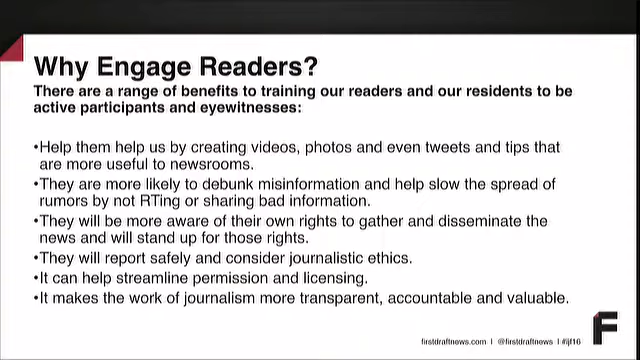 Why Engage Readers?
There are a range of benefits to training our readers and our residents to be
active participants and eyewitnesses:
•Help them help us by creating videos, photos and even tweets and tips that
are more useful to newsrooms.
•They are more likely to debunk misinformation and help slow the spread of
rumors by not RTing or sharing bad information.
•They will be more aware of their own rights to gather and disseminate the
news and will stand up for those rights.
•They will report safely and consider journalistic ethics.
•It can help streamline permission and licensing.
•It makes the work of journalism more transparent, accountable and valuable.
firstdraftnews.com | @firstdraftnews | #ijf16
F